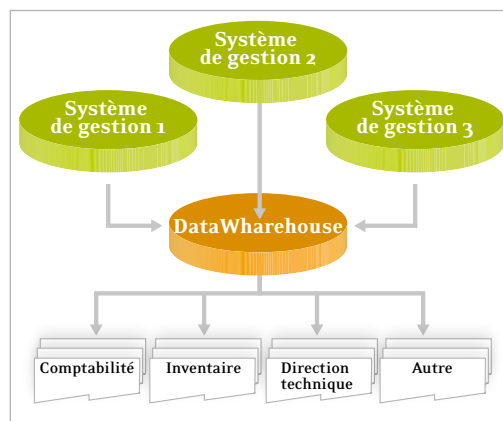 Système
de gestion 2
Système
de gestion 1
Système
de gestion 3
DataWharehouse
Comptabilité
Inventaire
Direction
technique
Autre